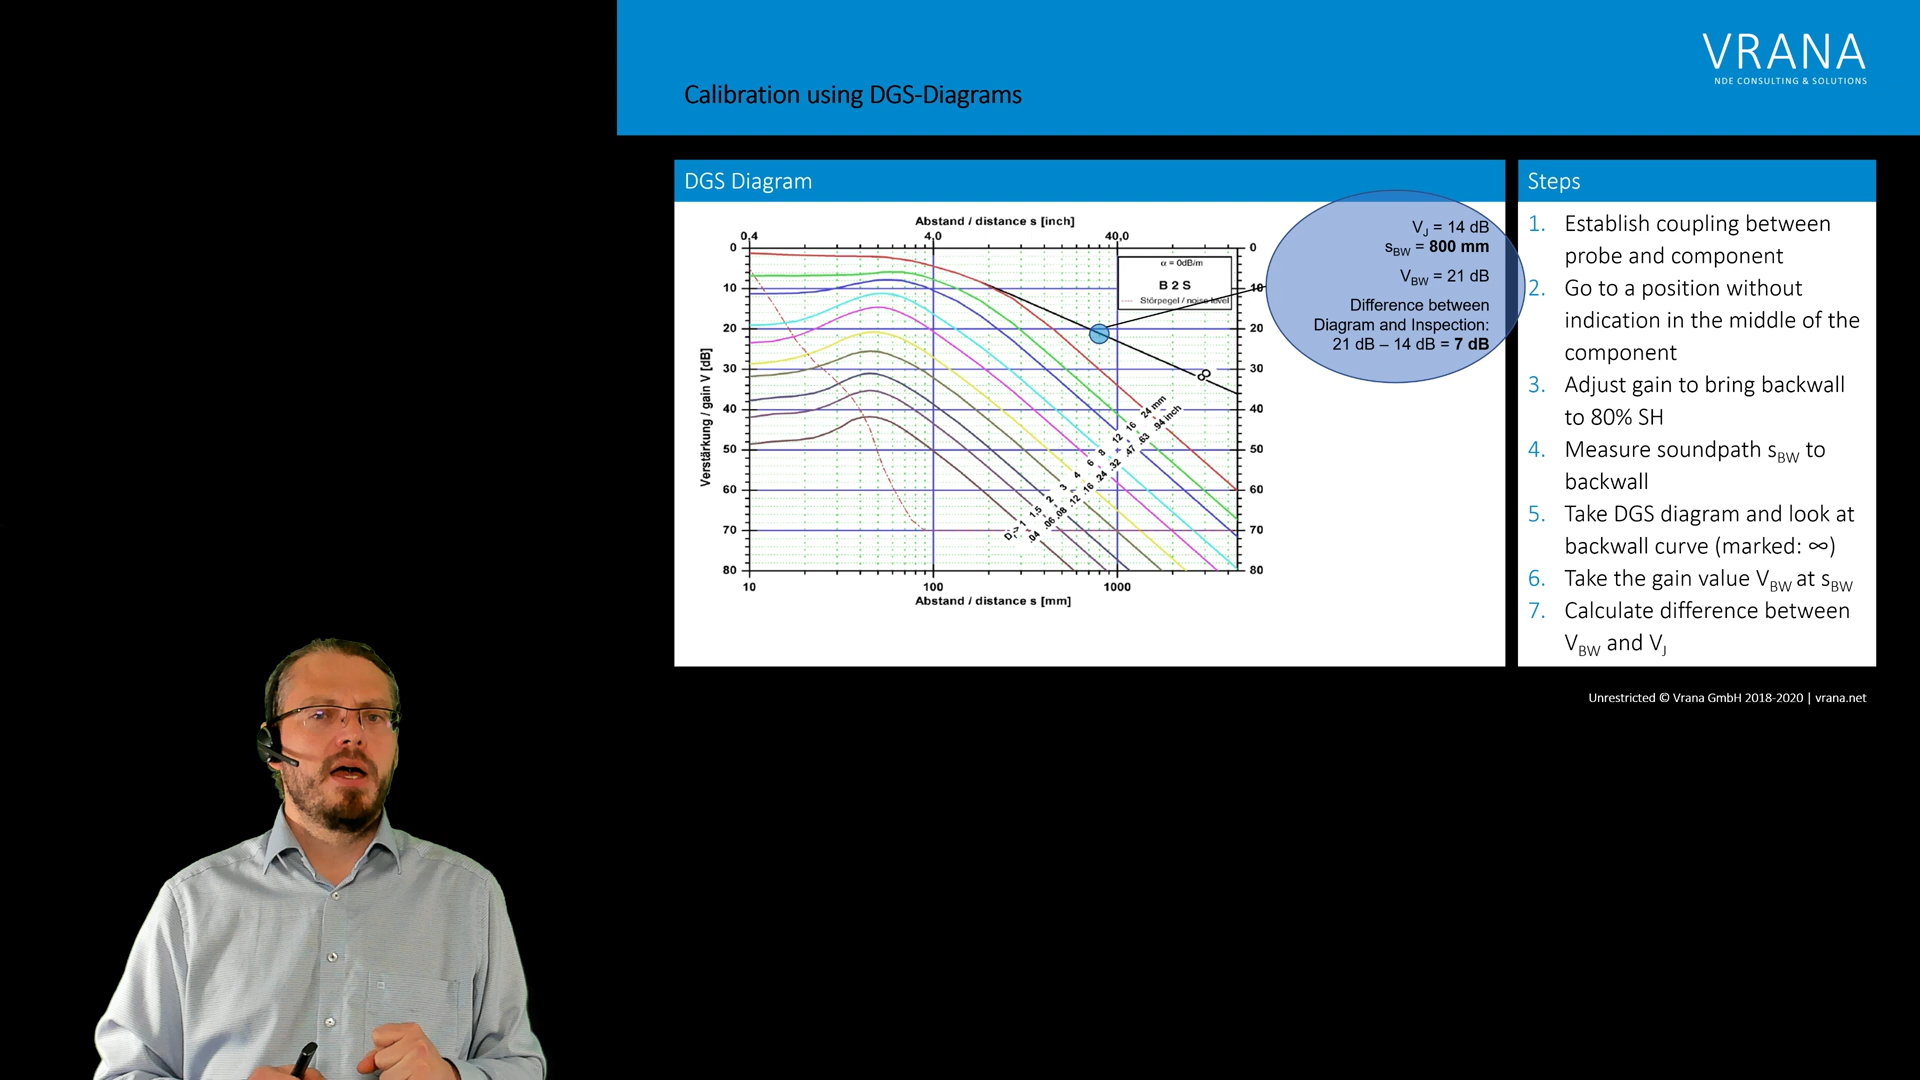 VRANA
NDE CONSULTING & SOLUTIONS
Calibration using DGS-Diagrams
DGS Diagram
Abstand / distance s [inch]
0,4 4,0 40,0
0 10 20 30 40 50 60 70 80
Verstärkung / gain V [dB]
α = 0dB/m
B 2 S
Störpegel / noise level
∞
24 mm
16
12
8
6
4
3
2
1.5
1
.94 inch
.63
.47
.32
.24
.16
.12
.08
.06
.04
0 10 20 30 40 50 60 70 80
10 100 1000
Abstand / distance s [mm]
VJ = 14 dB
sBW = 800 mm
VBW = 21 dB
Difference between
Diagram and Inspection:
21 dB – 14 dB = 7 dB
Steps
1. Establish coupling between
probe and component
2. Go to a position without
indication in the middle of the
component
3. Adjust gain to bring backwall
to 80% SH
4. Measure soundpath sBW to
backwall
5. Take DGS diagram and look at
backwall curve (marked: ∞)
6. Take the gain value VBW at sBW
7. Calculate difference between
VBW and VJ
Unrestricted © Vrana GmbH 2018-2020 | vrana.net